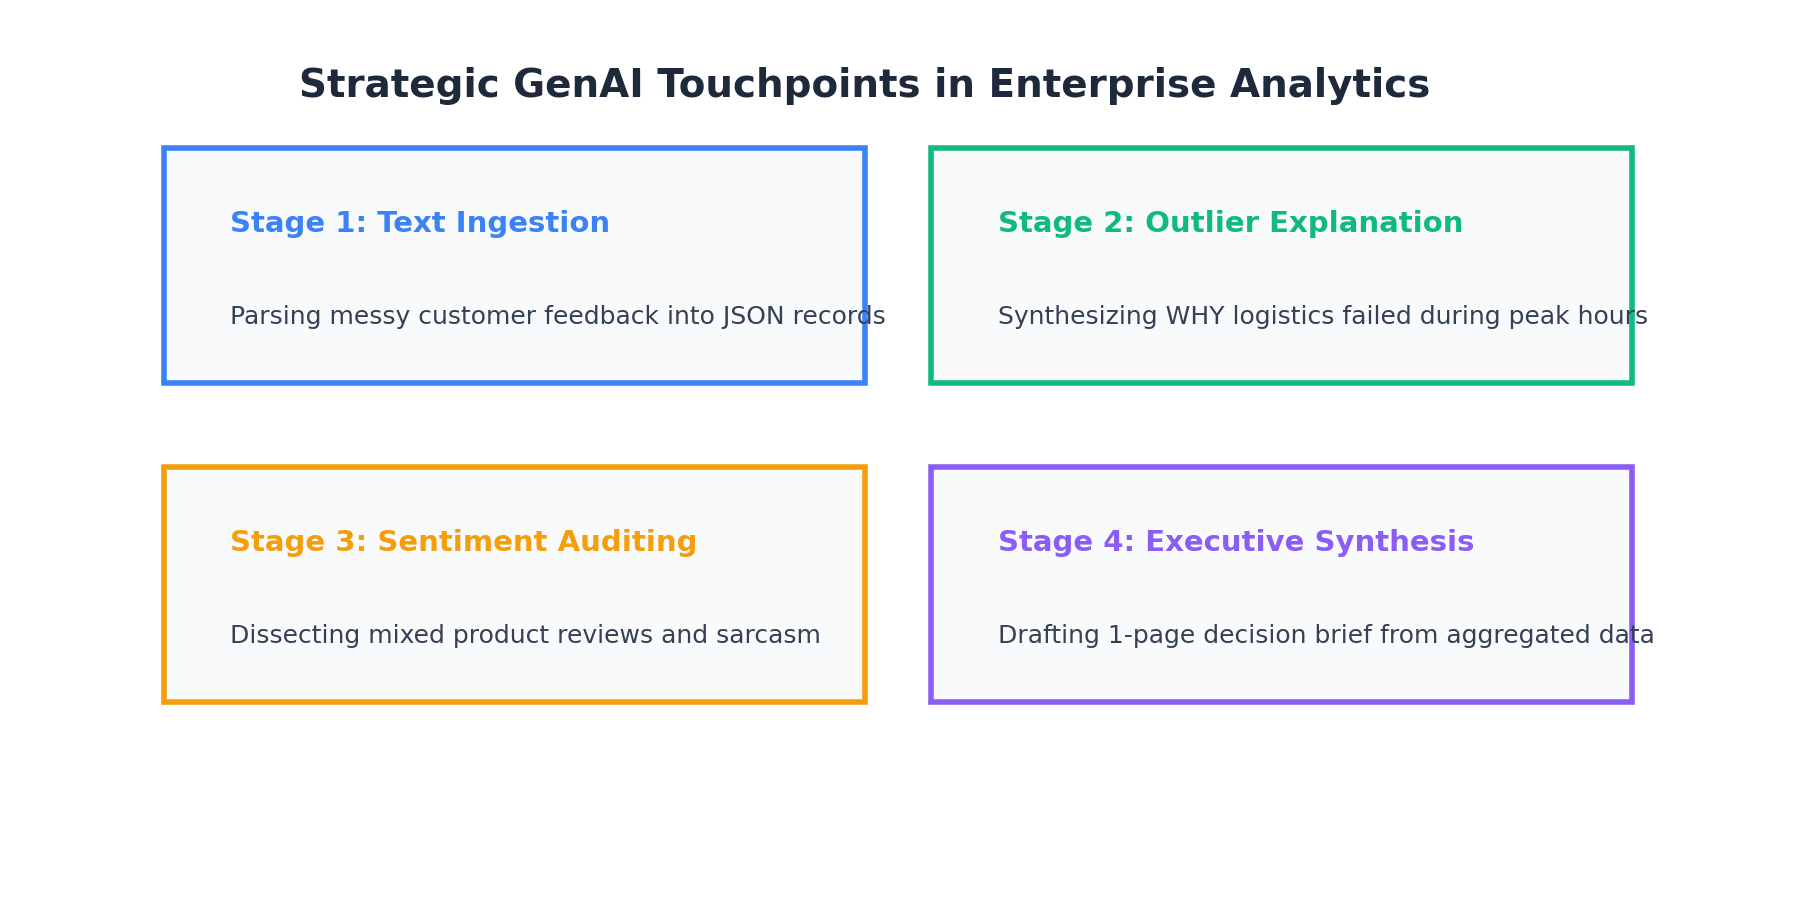 Strategic GenAI Touchpoints in Enterprise Analytics
Stage 1: Text Ingestion
Parsing messy customer feedback into JSON records
Stage 2: Outlier Explanation
Synthesizing WHY logistics failed during peak hours
Stage 3: Sentiment Auditing
Dissecting mixed product reviews and sarcasm
Stage 4: Executive Synthesis
Drafting 1-page decision brief from aggregated data